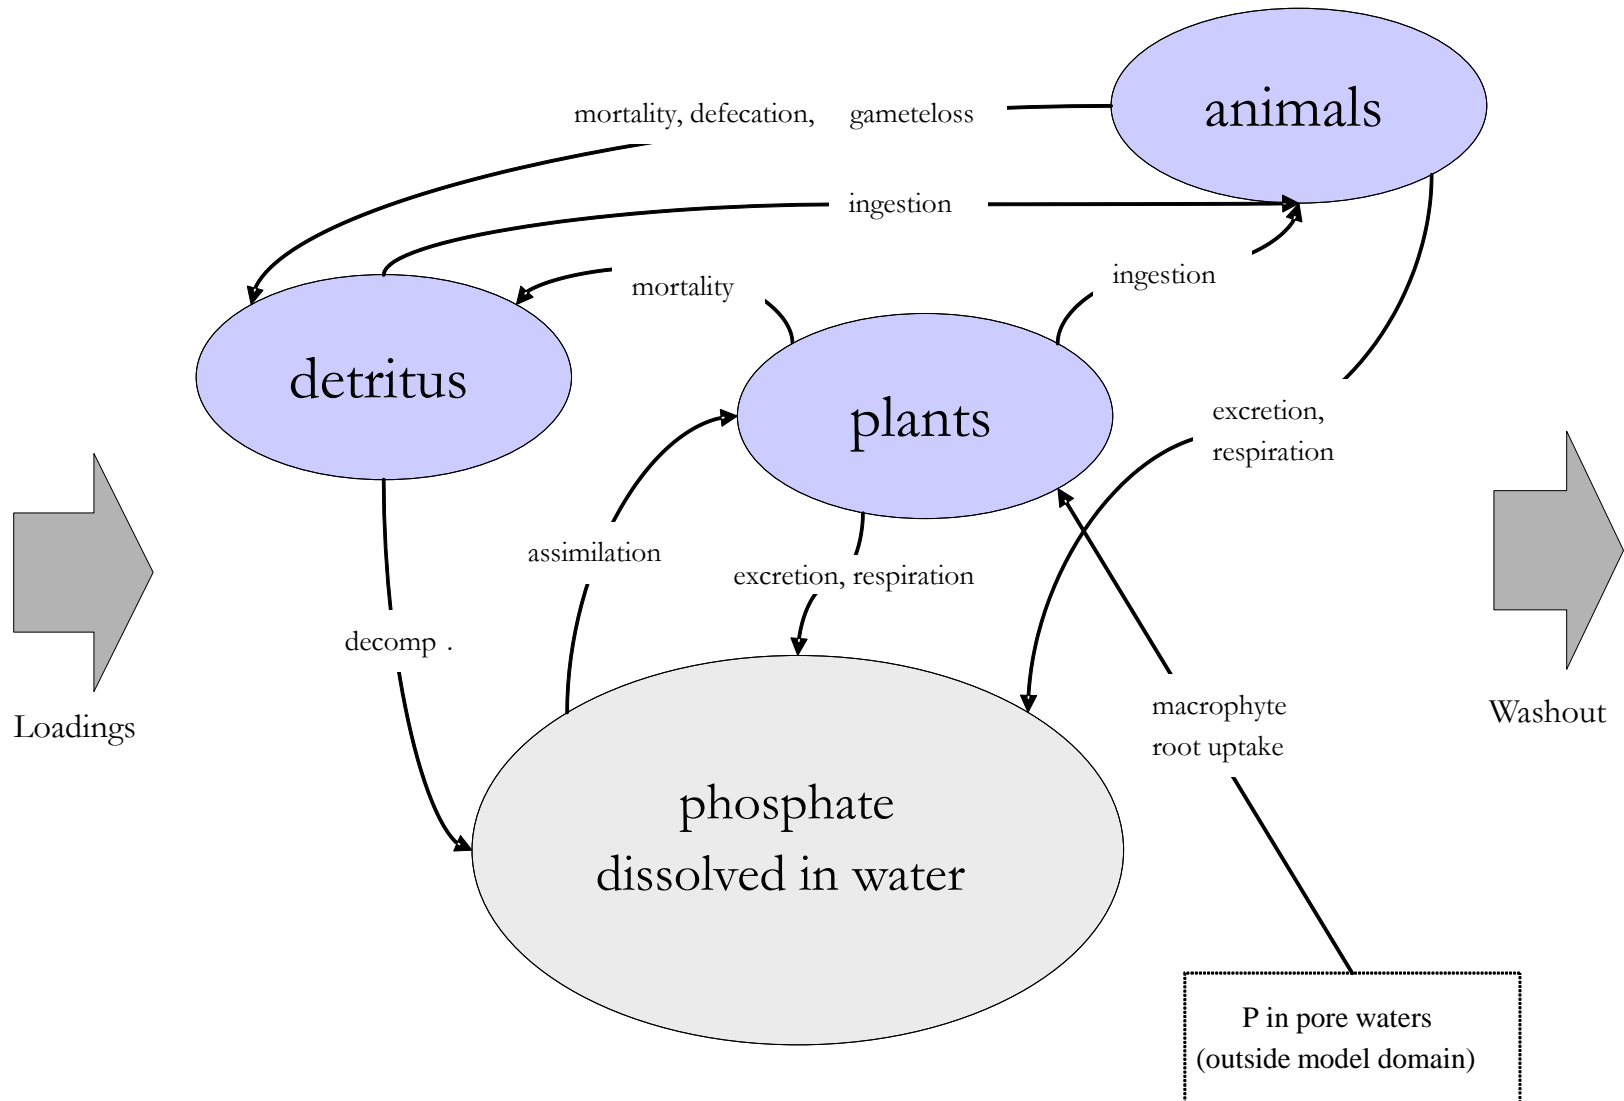 animals
mortality, defecation, gameteloss
ingestion
ingestion
mortality
detritus
plants
excretion,
respiration
assimilation
excretion, respiration
decomp .
Loadings
macrophyte
root uptake
Washout
phosphate
dissolved in water
P in pore waters
(outside model domain)